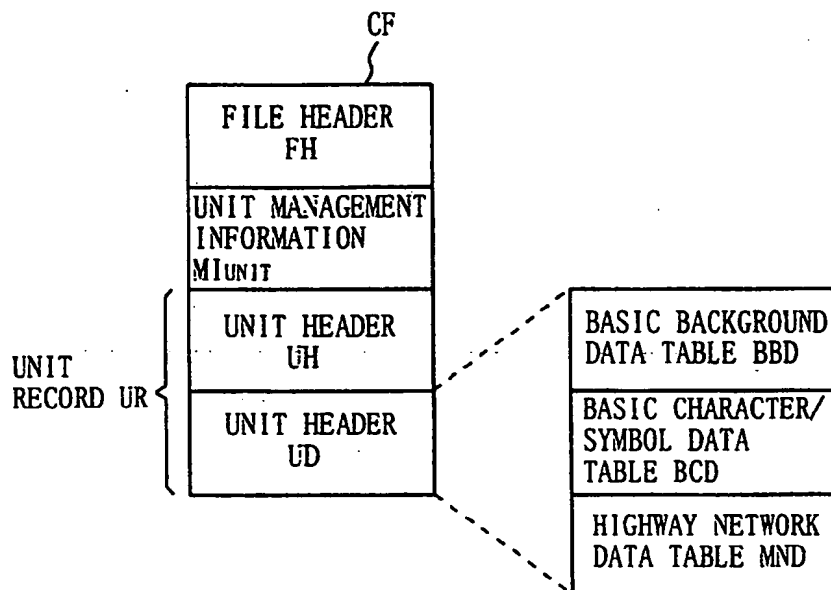 CF
FILE HEADER
FH
UNIT MANAGEMENT
INFORMATION
MIUNIT
UNIT HEADER
UH
UNIT
RECORD UR
UNIT HEADER
UD
BASIC BACKGROUND
DATA TABLE BBD
BASIC CHARACTER/
SYMBOL DATA
TABLE BCD
HIGHWAY NETWORK
DATA TABLE MND